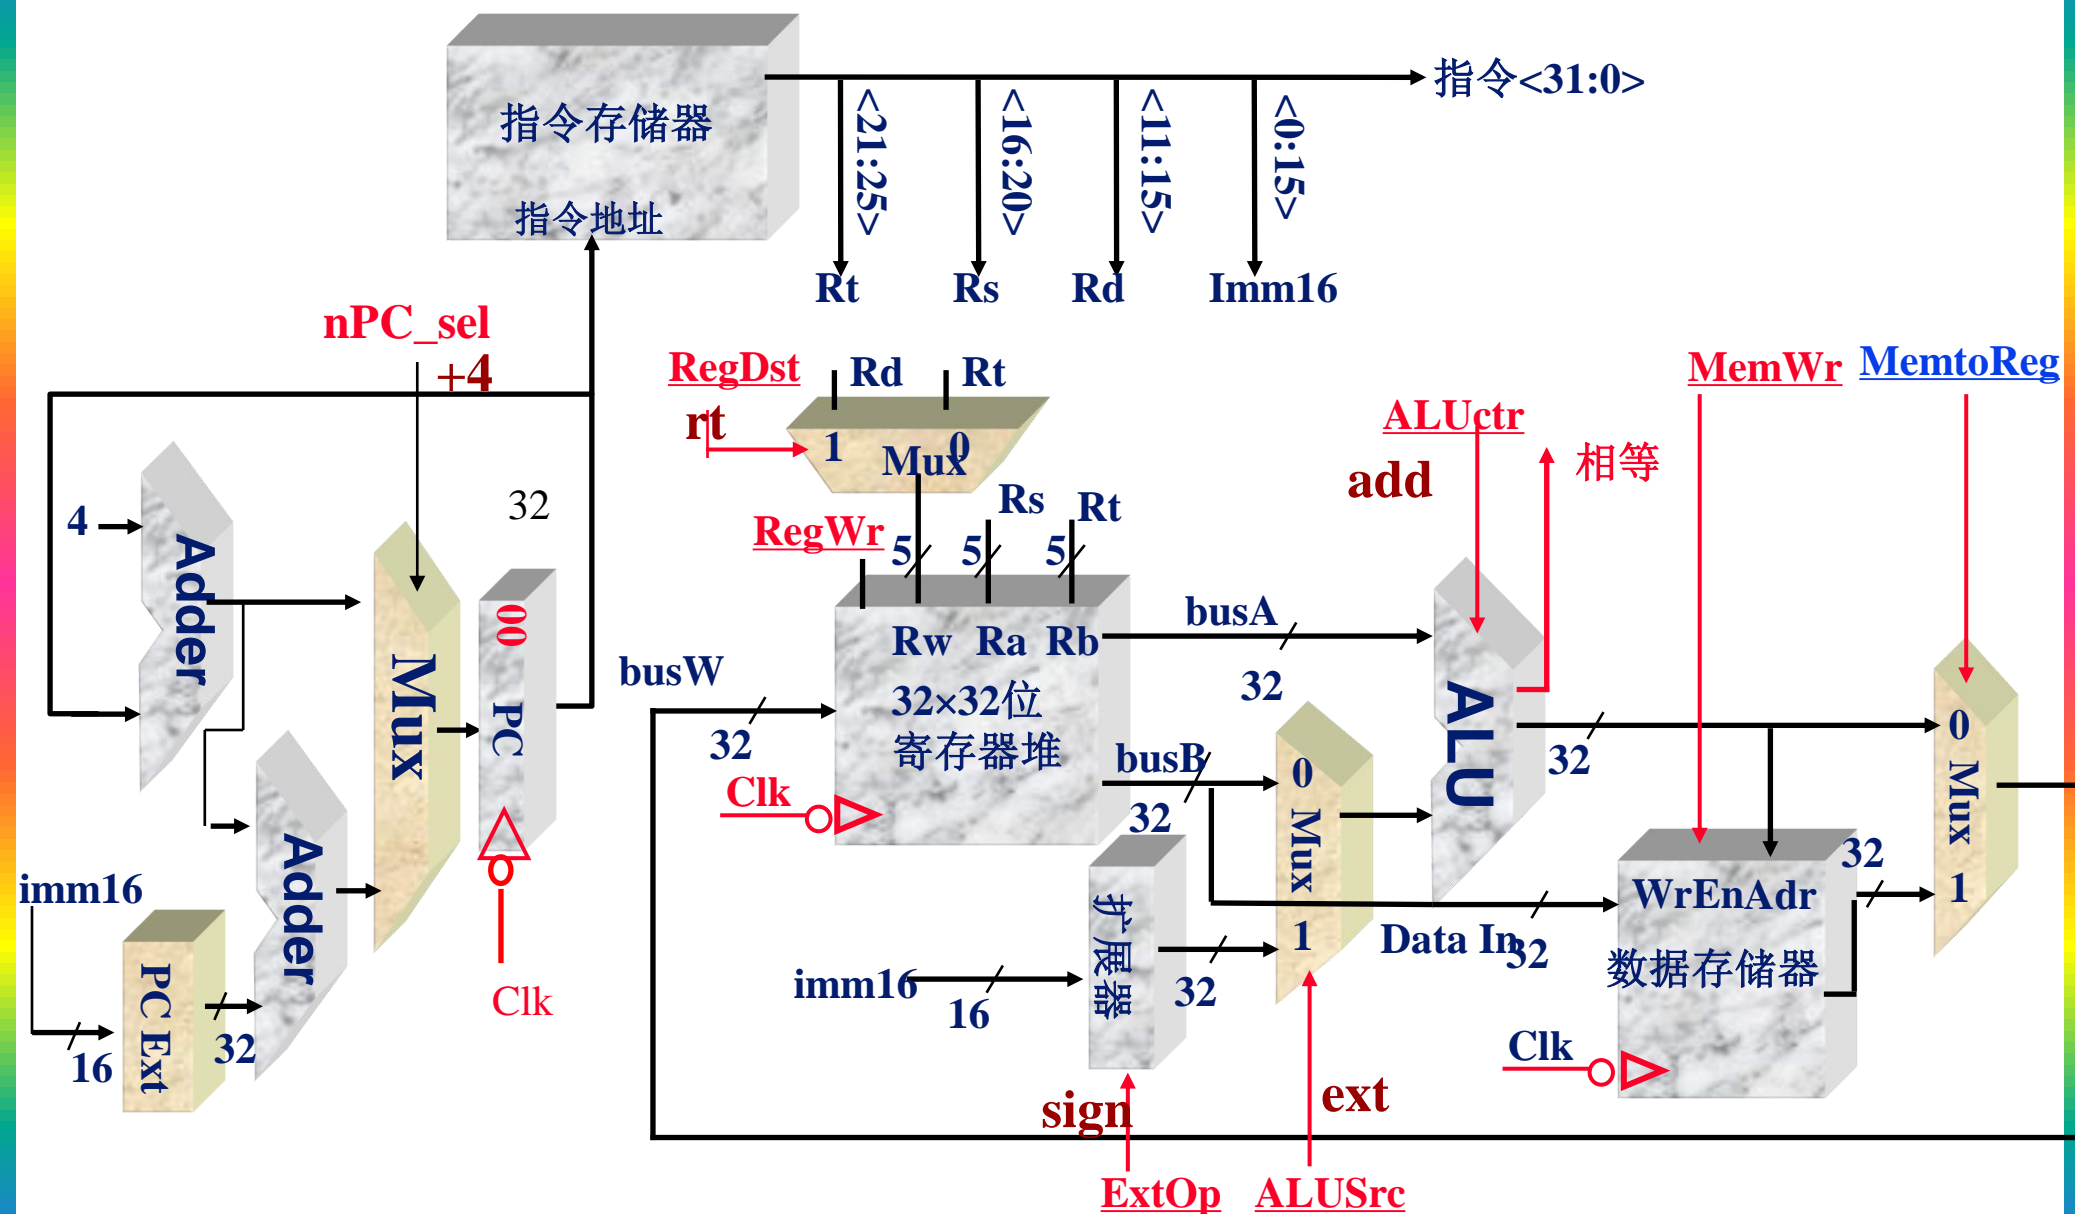 指令存储器
指令地址
指令<31:0>
<21:25>
<16:20>
<11:15>
<0:15>
Rt
Rs
Rd
Imm16
nPC_sel
+4
RegDst
rt
Rd
Rt
1
0
Mux
MemWr
MemtoReg
ALUctr
add
相等
4
Adder
32
RegWr
5
5
5
Rs
Rt
00
PC
Mux
Rw
Ra
Rb
32×32位
寄存器堆
busW
32
Clk
busA
32
busB
32
0
Mux
1
ALU
32
0
Mux
1
32
WrEnAdr
数据存储器
Data In
32
Clk
imm16
16
PC Ext
32
Adder
Clk
imm16
16
扩展器
32
sign
ext
ExtOp
ALUSrc